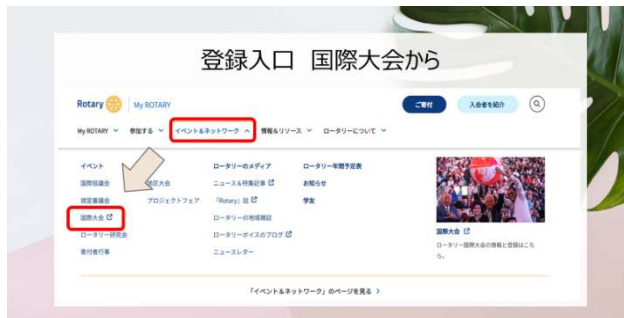 登録入口 国際大会から
Rotary My ROTARY ご寄付 入会者を紹介
My ROTARY 参加する イベント&ネットワーク 情報&リソース ロータリーについて
イベント ロータリーのメディア ロータリー年間予定表
国際協議会 地区大会 ニュース&特集記事 お知らせ
規定審議会 プロジェクトフェア 「Rotary」誌 学友
国際大会 ロータリーの地域雑誌
ロータリー研究会 ロータリーボイスのブログ
寄付者行事 ニュースレター
国際大会
ロータリー国際大会の情報と登録はこち
ら。
「イベント&ネットワーク」のページを見る